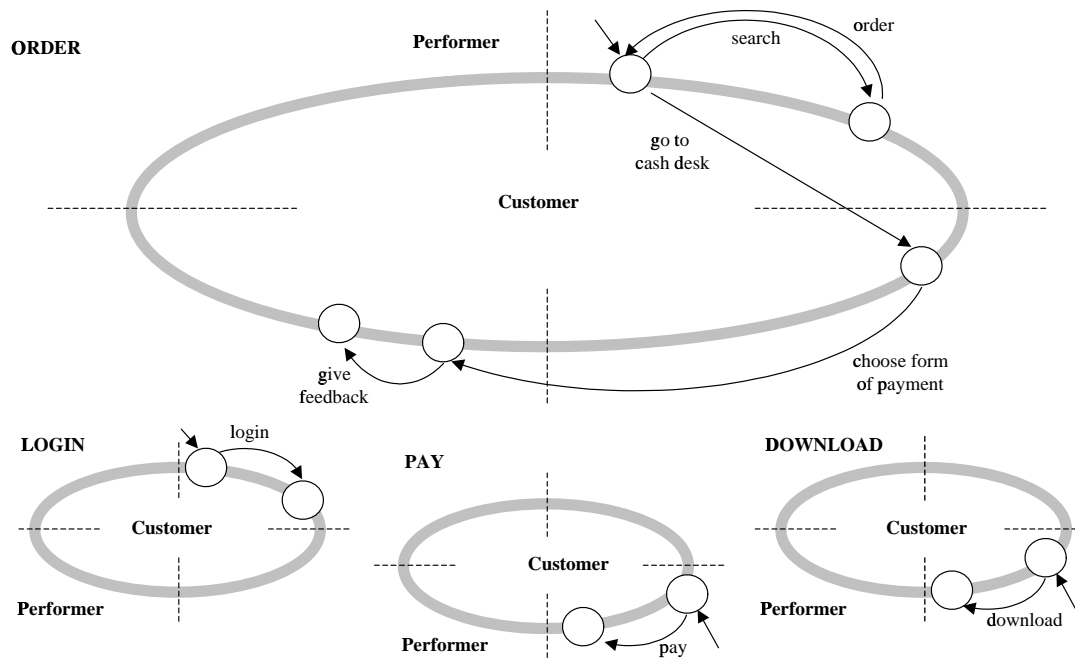 ORDER
Performer
search
order
go to
cash desk
Customer
choose form
of payment
give
feedback
LOGIN
login
Customer
Performer
PAY
Customer
Performer
pay
DOWNLOAD
Customer
Performer
download